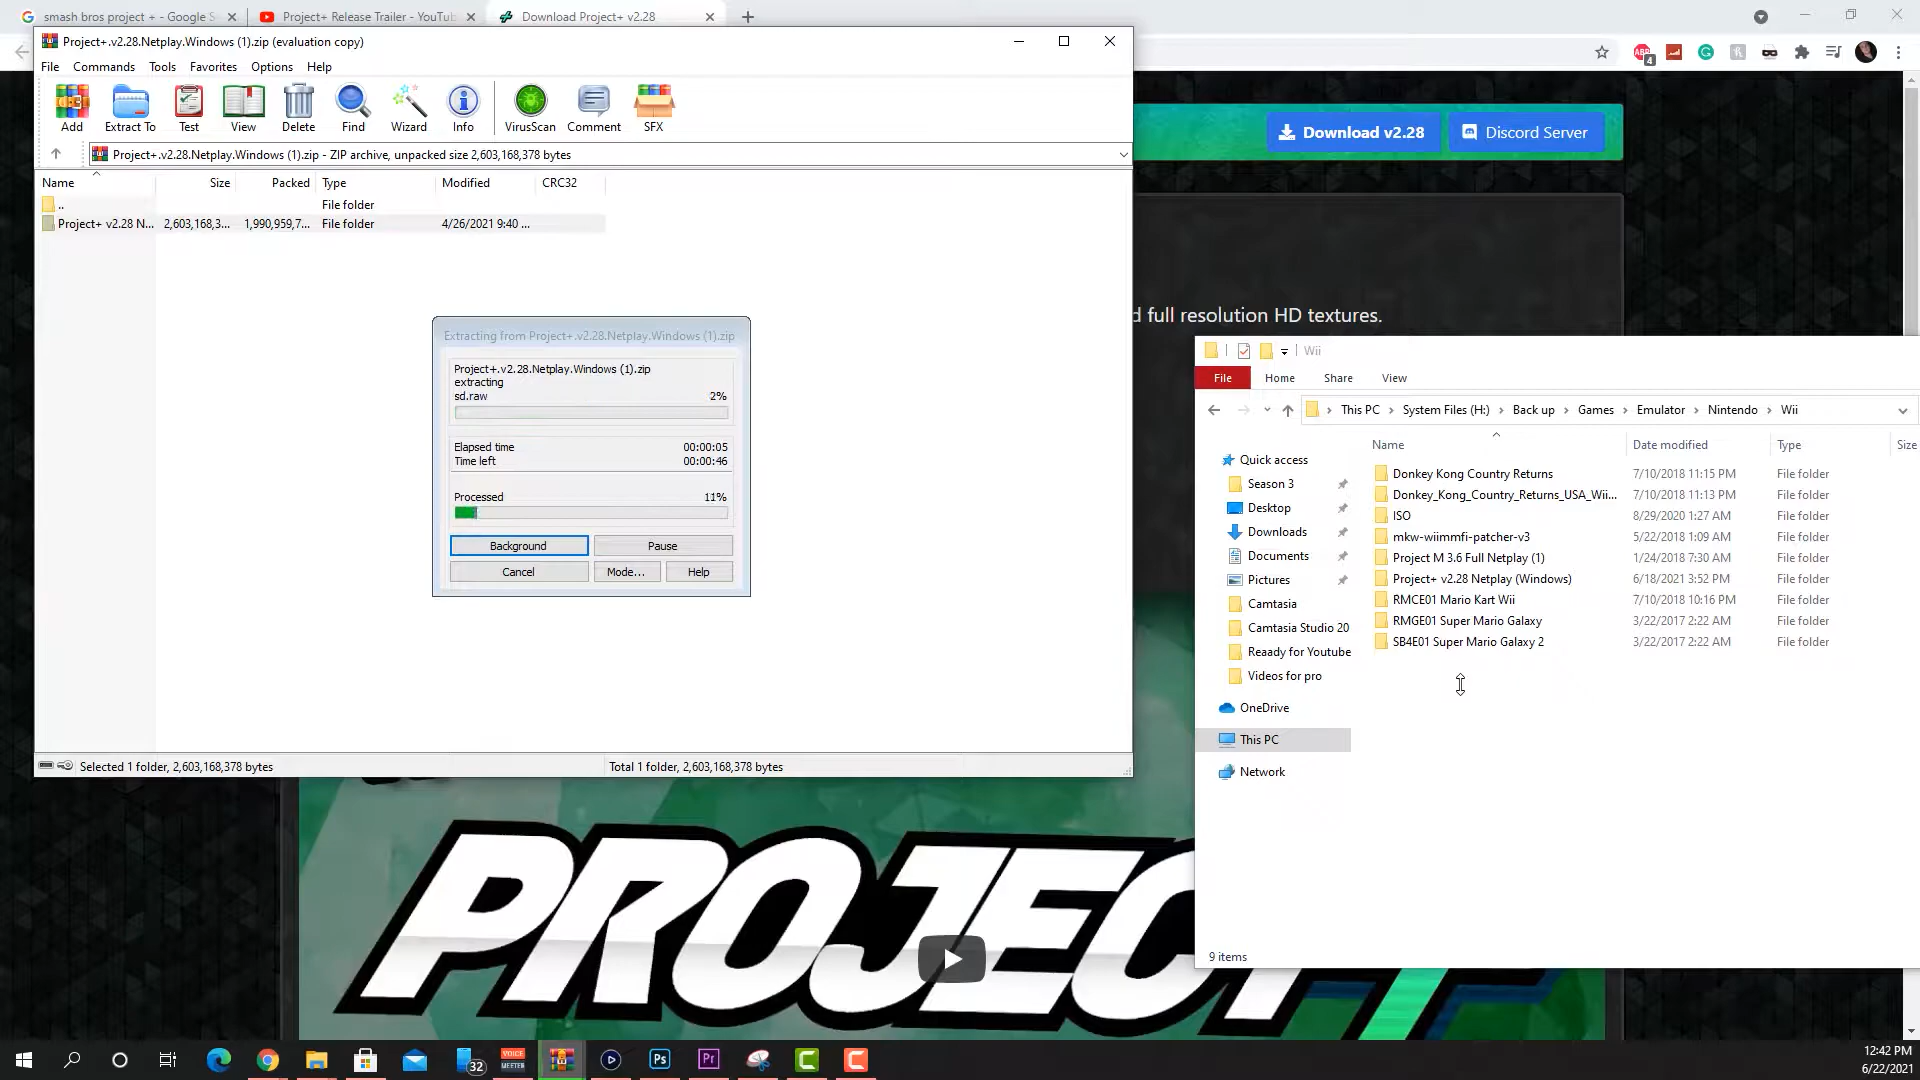 smash bros project + - Google S
Project+ Release Trailer - YouTub
Download Project+ v2.28
Project+.v2.28.Netplay.Windows (1).zip (evaluation copy)
File Commands Tools Favorites Options Help
Add Extract To Test View Delete Find Wizard Info VirusScan Comment SFX
Project+.v2.28.Netplay.Windows (1).zip - ZIP archive, unpacked size 2,603,168,378 bytes
Name Size Packed Type Modified CRC32
.. File folder
Project+ v2.28 N... 2,603,168,3... 1,990,959,7... File folder 4/26/2021 9:40 ...
Extracting from Project+.v2.28.Netplay.Windows (1).zip
Project+.v2.28.Netplay.Windows (1).zip
extracting
sd.raw 2%
Elapsed time 00:00:05
Time left 00:00:46
Processed 11%
Background Pause
Cancel Mode... Help
Selected 1 folder, 2,603,168,378 bytes Total 1 folder, 2,603,168,378 bytes
4
Download v2.28 Discord Server
d full resolution HD textures.
Wii
File Home Share View
This PC System Files (H:) Back up Games Emulator Nintendo Wii
Name Date modified Type Size
Quick access
Season 3
Desktop
Downloads
Documents
Pictures
Camtasia
Camtasia Studio 20
Reaady for Youtube
Videos for pro
OneDrive
This PC
Network
Donkey Kong Country Returns 7/10/2018 11:15 PM File folder
Donkey_Kong_Country_Returns_USA_Wii... 7/10/2018 11:13 PM File folder
ISO 8/29/2020 1:27 AM File folder
mkw-wiimmfi-patcher-v3 5/22/2018 1:09 AM File folder
Project M 3.6 Full Netplay (1) 1/24/2018 7:30 AM File folder
Project+ v2.28 Netplay (Windows) 6/18/2021 3:52 PM File folder
RMCE01 Mario Kart Wii 7/10/2018 10:16 PM File folder
RMGE01 Super Mario Galaxy 3/22/2017 2:22 AM File folder
SB4E01 Super Mario Galaxy 2 3/22/2017 2:22 AM File folder
9 items
PROJECT
32
VOICE
MEETER
Ps
Pr
12:42 PM
6/22/2021